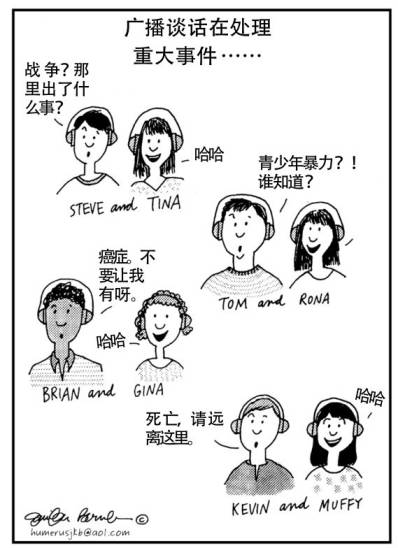 广播谈话在处理
重大事件……
战争？那
里出了什
么事？
哈哈
STEVE and TINA
青少年暴力？！
谁知道？
TOM and RONA
癌症。不
要让我
有呀。
哈哈
BRIAN and GINA
死亡，请远
离这里。
哈哈
KEVIN and MUFFY
©
humerusjkb@aol.com